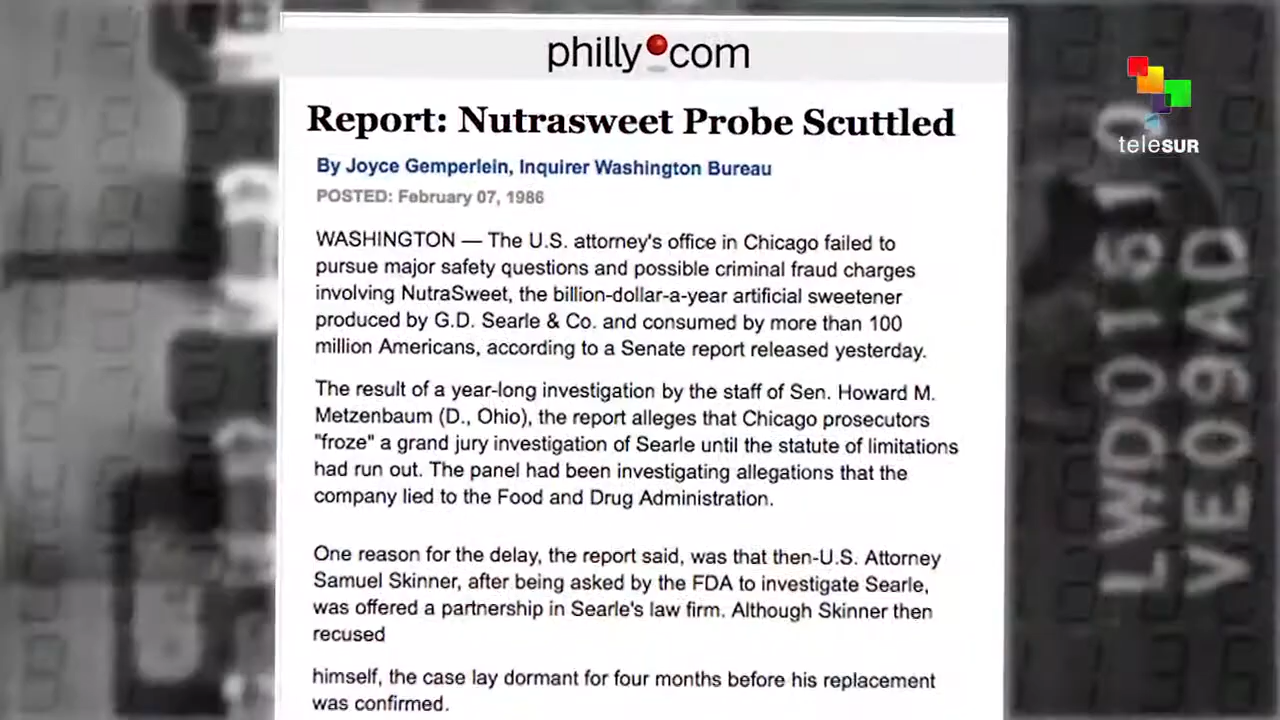 philly.com
Report: Nutrasweet Probe Scuttled
By Joyce Gemperlein, Inquirer Washington Bureau
POSTED: February 07, 1986
WASHINGTON — The U.S. attorney's office in Chicago failed to
pursue major safety questions and possible criminal fraud charges
involving NutraSweet, the billion-dollar-a-year artificial sweetener
produced by G.D. Searle & Co. and consumed by more than 100
million Americans, according to a Senate report released yesterday.
The result of a year-long investigation by the staff of Sen. Howard M.
Metzenbaum (D., Ohio), the report alleges that Chicago prosecutors
"froze" a grand jury investigation of Searle until the statute of limitations
had run out. The panel had been investigating allegations that the
company lied to the Food and Drug Administration.
One reason for the delay, the report said, was that then-U.S. Attorney
Samuel Skinner, after being asked by the FDA to investigate Searle,
was offered a partnership in Searle's law firm. Although Skinner then
recused
himself, the case lay dormant for four months before his replacement
was confirmed.
teleSUR
VE09AD